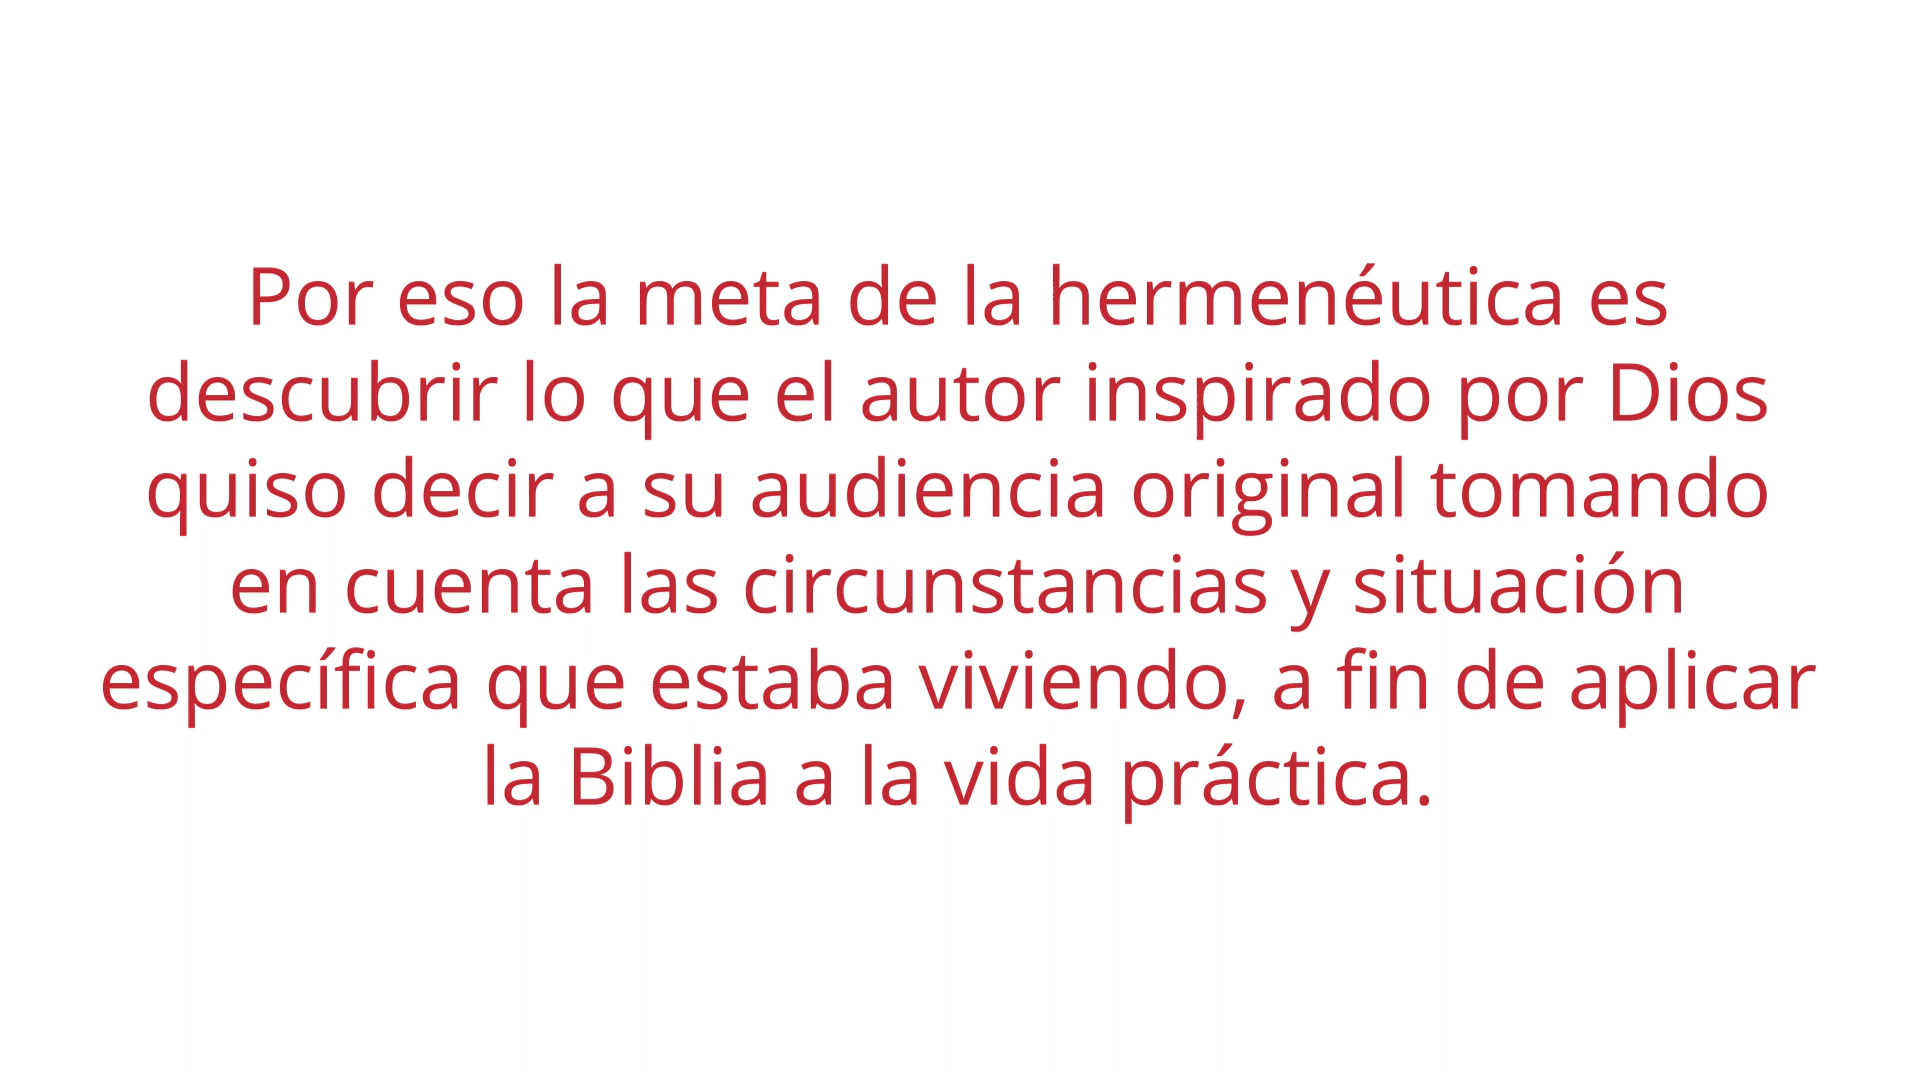 Por eso la meta de la hermenéutica es
descubrir lo que el autor inspirado por Dios
quiso decir a su audiencia original tomando
en cuenta las circunstancias y situación
específica que estaba viviendo, a fin de aplicar
la Biblia a la vida práctica.